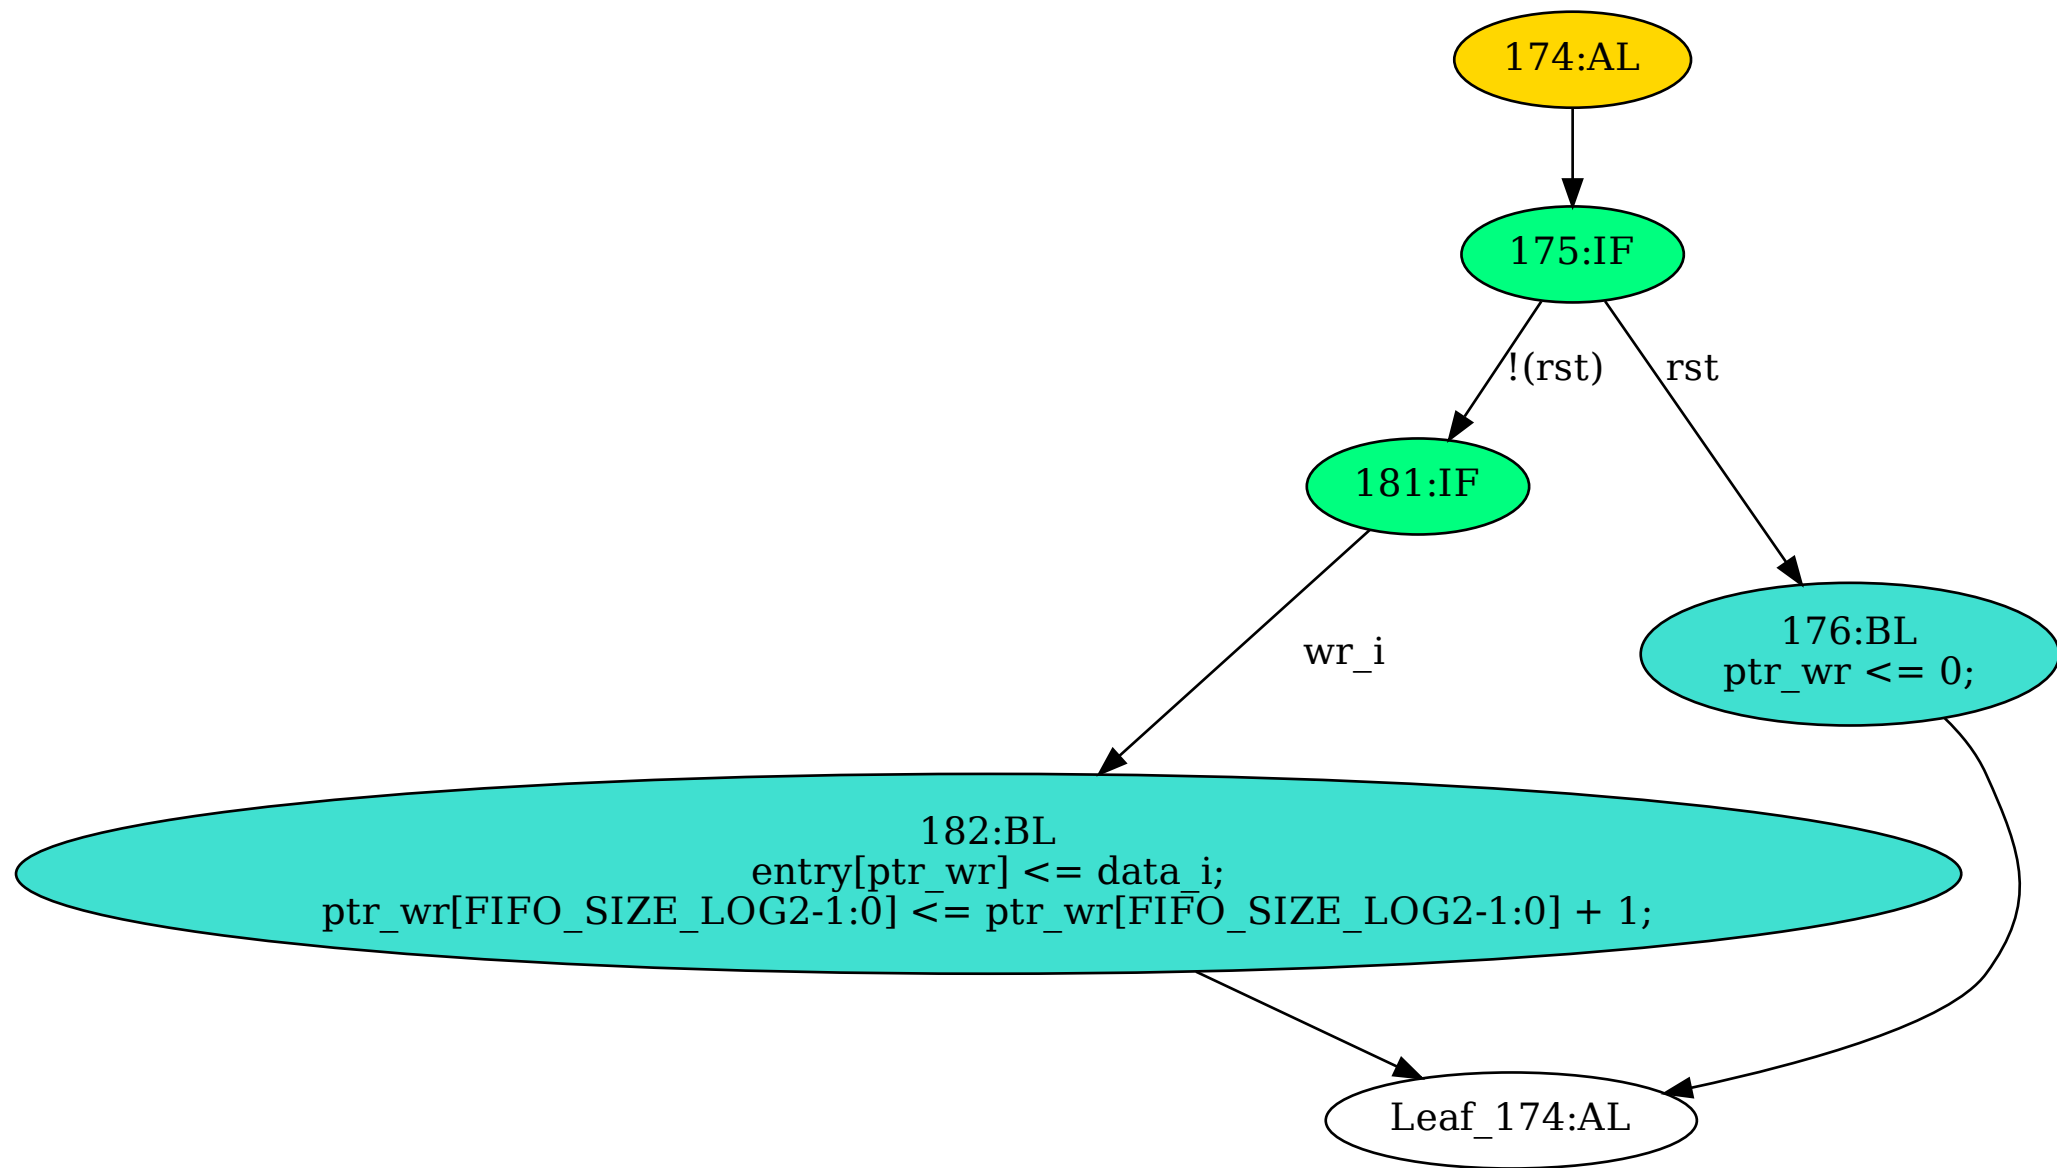 174:AL
175:IF
!(rst)
rst
181:IF
176:BL
ptr_wr <= 0;
wr_i
182:BL
entry[ptr_wr] <= data_i;
ptr_wr[FIFO_SIZE_LOG2-1:0] <= ptr_wr[FIFO_SIZE_LOG2-1:0] + 1;
Leaf_174:AL